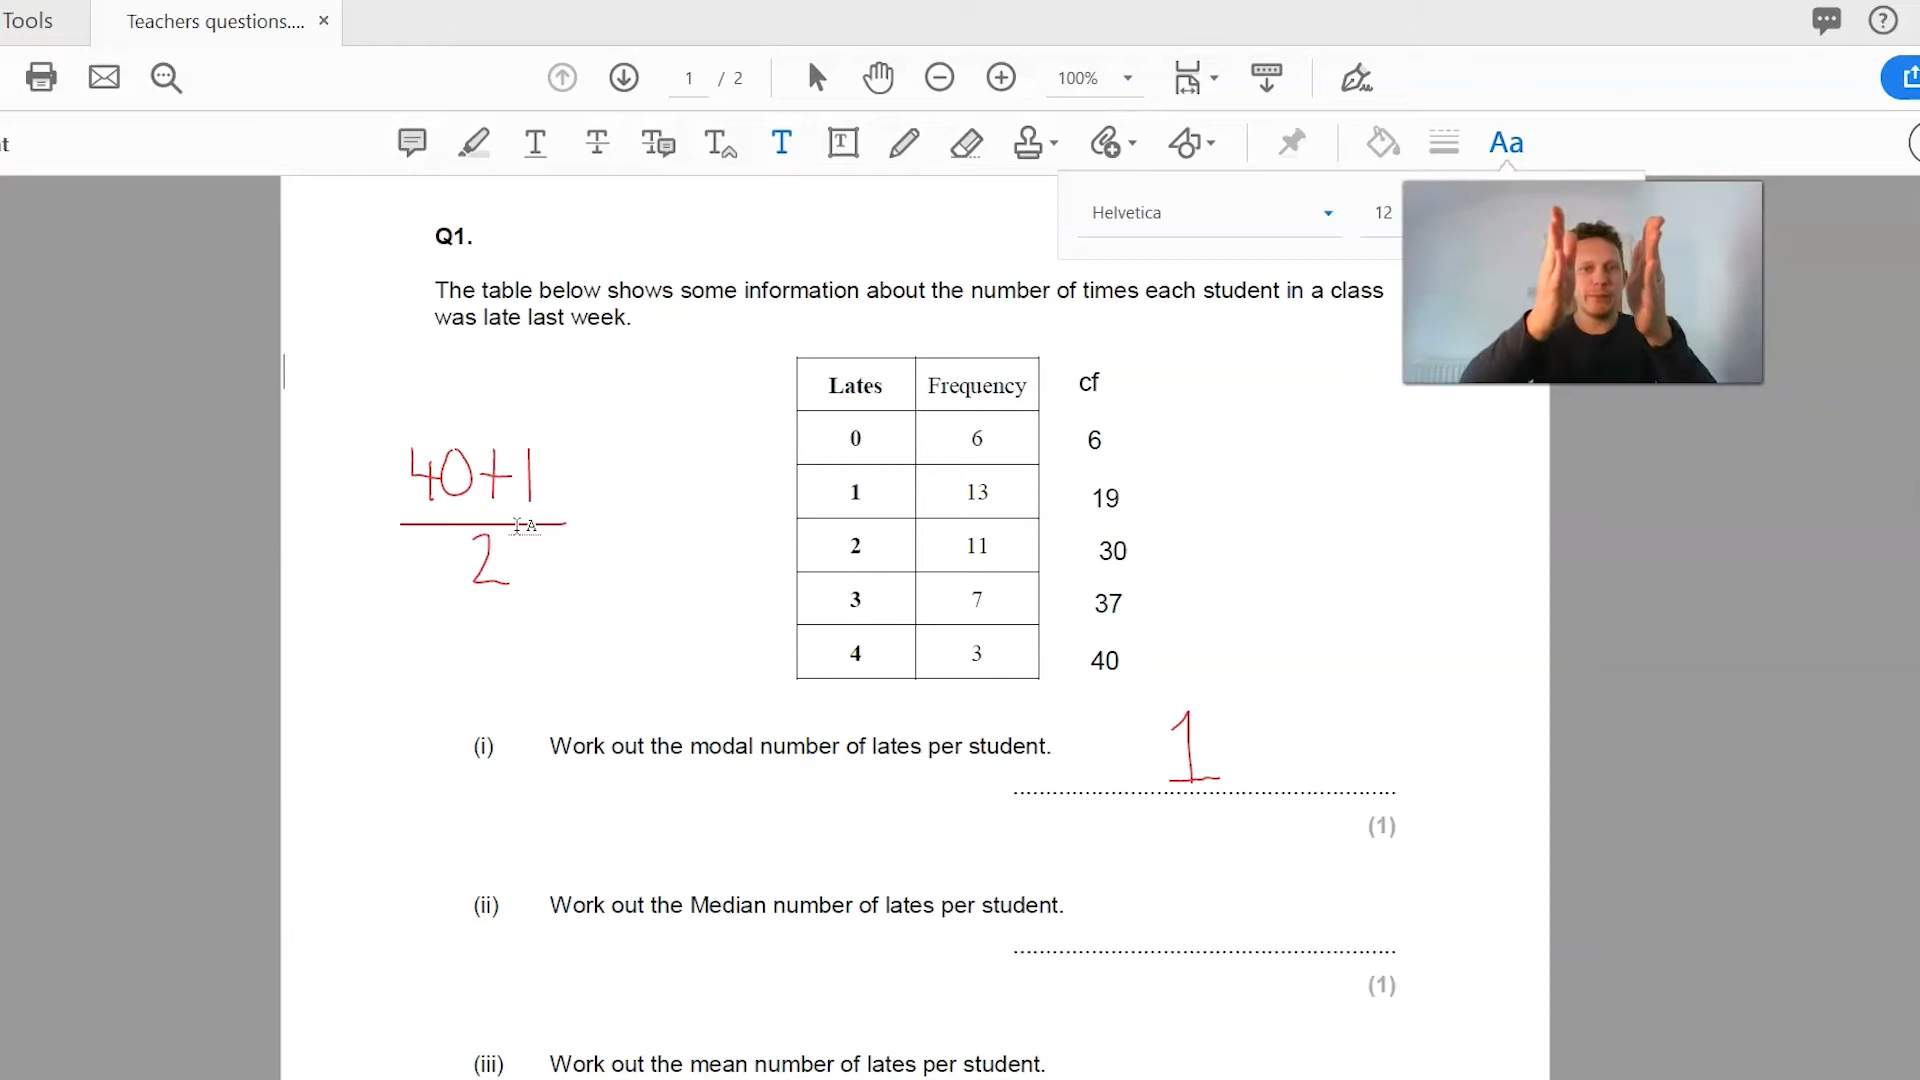 Tools
Teachers questions.... ×
1 / 2
100%
t
T T T T T T
Aa
Helvetica
12
Q1.
The table below shows some information about the number of times each student in a class
was late last week.
Lates Frequency cf
0 6 6
1 13 19
2 11 30
3 7 37
4 3 40
40+1
2
A
(i) Work out the modal number of lates per student.
1
................................................................
(1)
(ii) Work out the Median number of lates per student.
................................................................
(1)
(iii) Work out the mean number of lates per student.